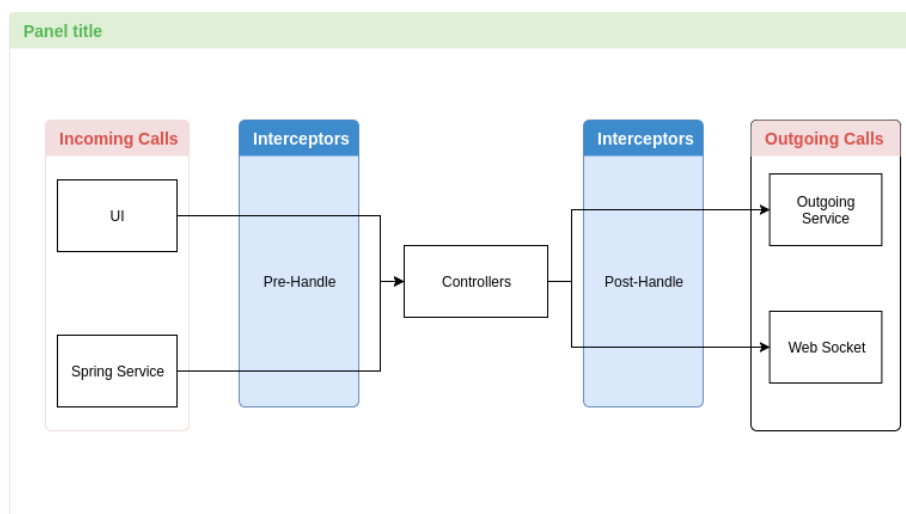 Panel title
Incoming Calls
UI
Spring Service
Interceptors
Pre-Handle
Controllers
Interceptors
Post-Handle
Outgoing Calls
Outgoing
Service
Web Socket